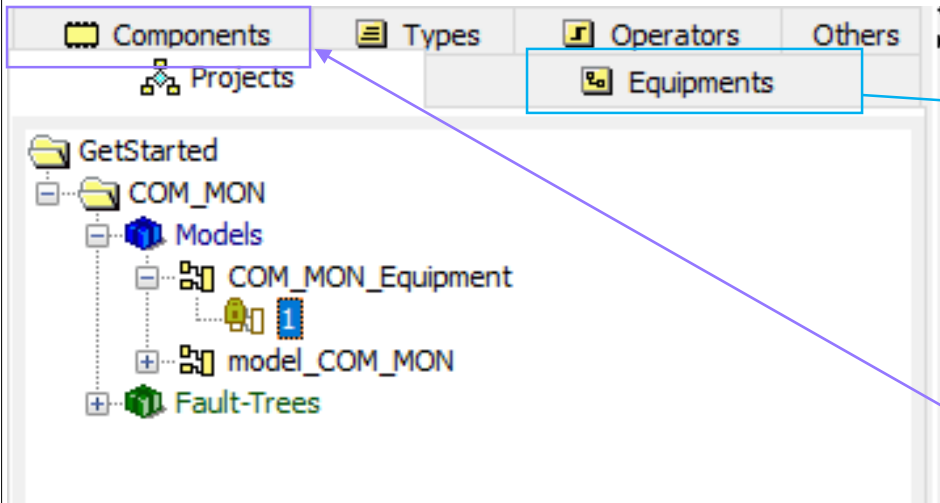 Components Types Operators Others
Projects Equipments
GetStarted
COM_MON
Models
COM_MON_Equipment
1
model_COM_MON
Fault-Trees